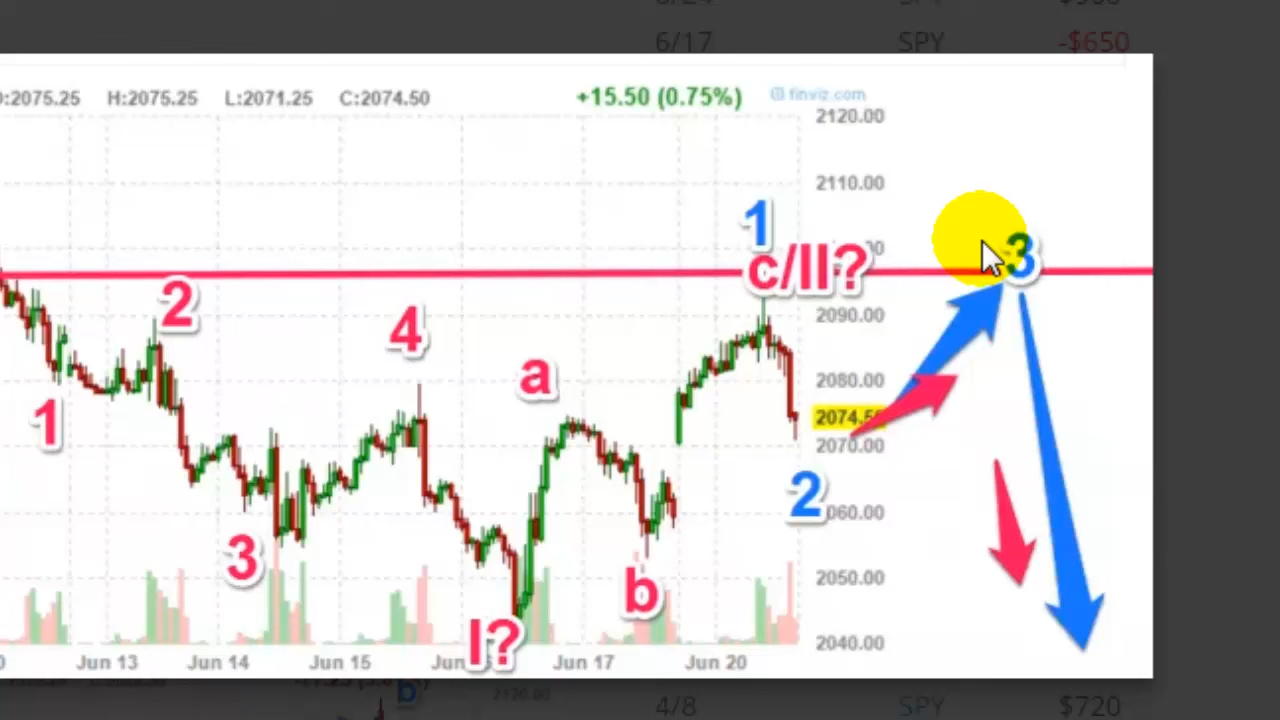 6/17 SPY -$650
O:2075.25 H:2075.25 L:2071.25 C:2074.50 +15.50 (0.75%) finviz.com
2120.00
2110.00
1
3
c/II?
2
2090.00
4
a
2080.00
1
2070.00
2
2060.00
3
2050.00
b
I?
2040.00
Jun 13 Jun 14 Jun 15 Jun 17 Jun 20
b
4/8 SPY $720